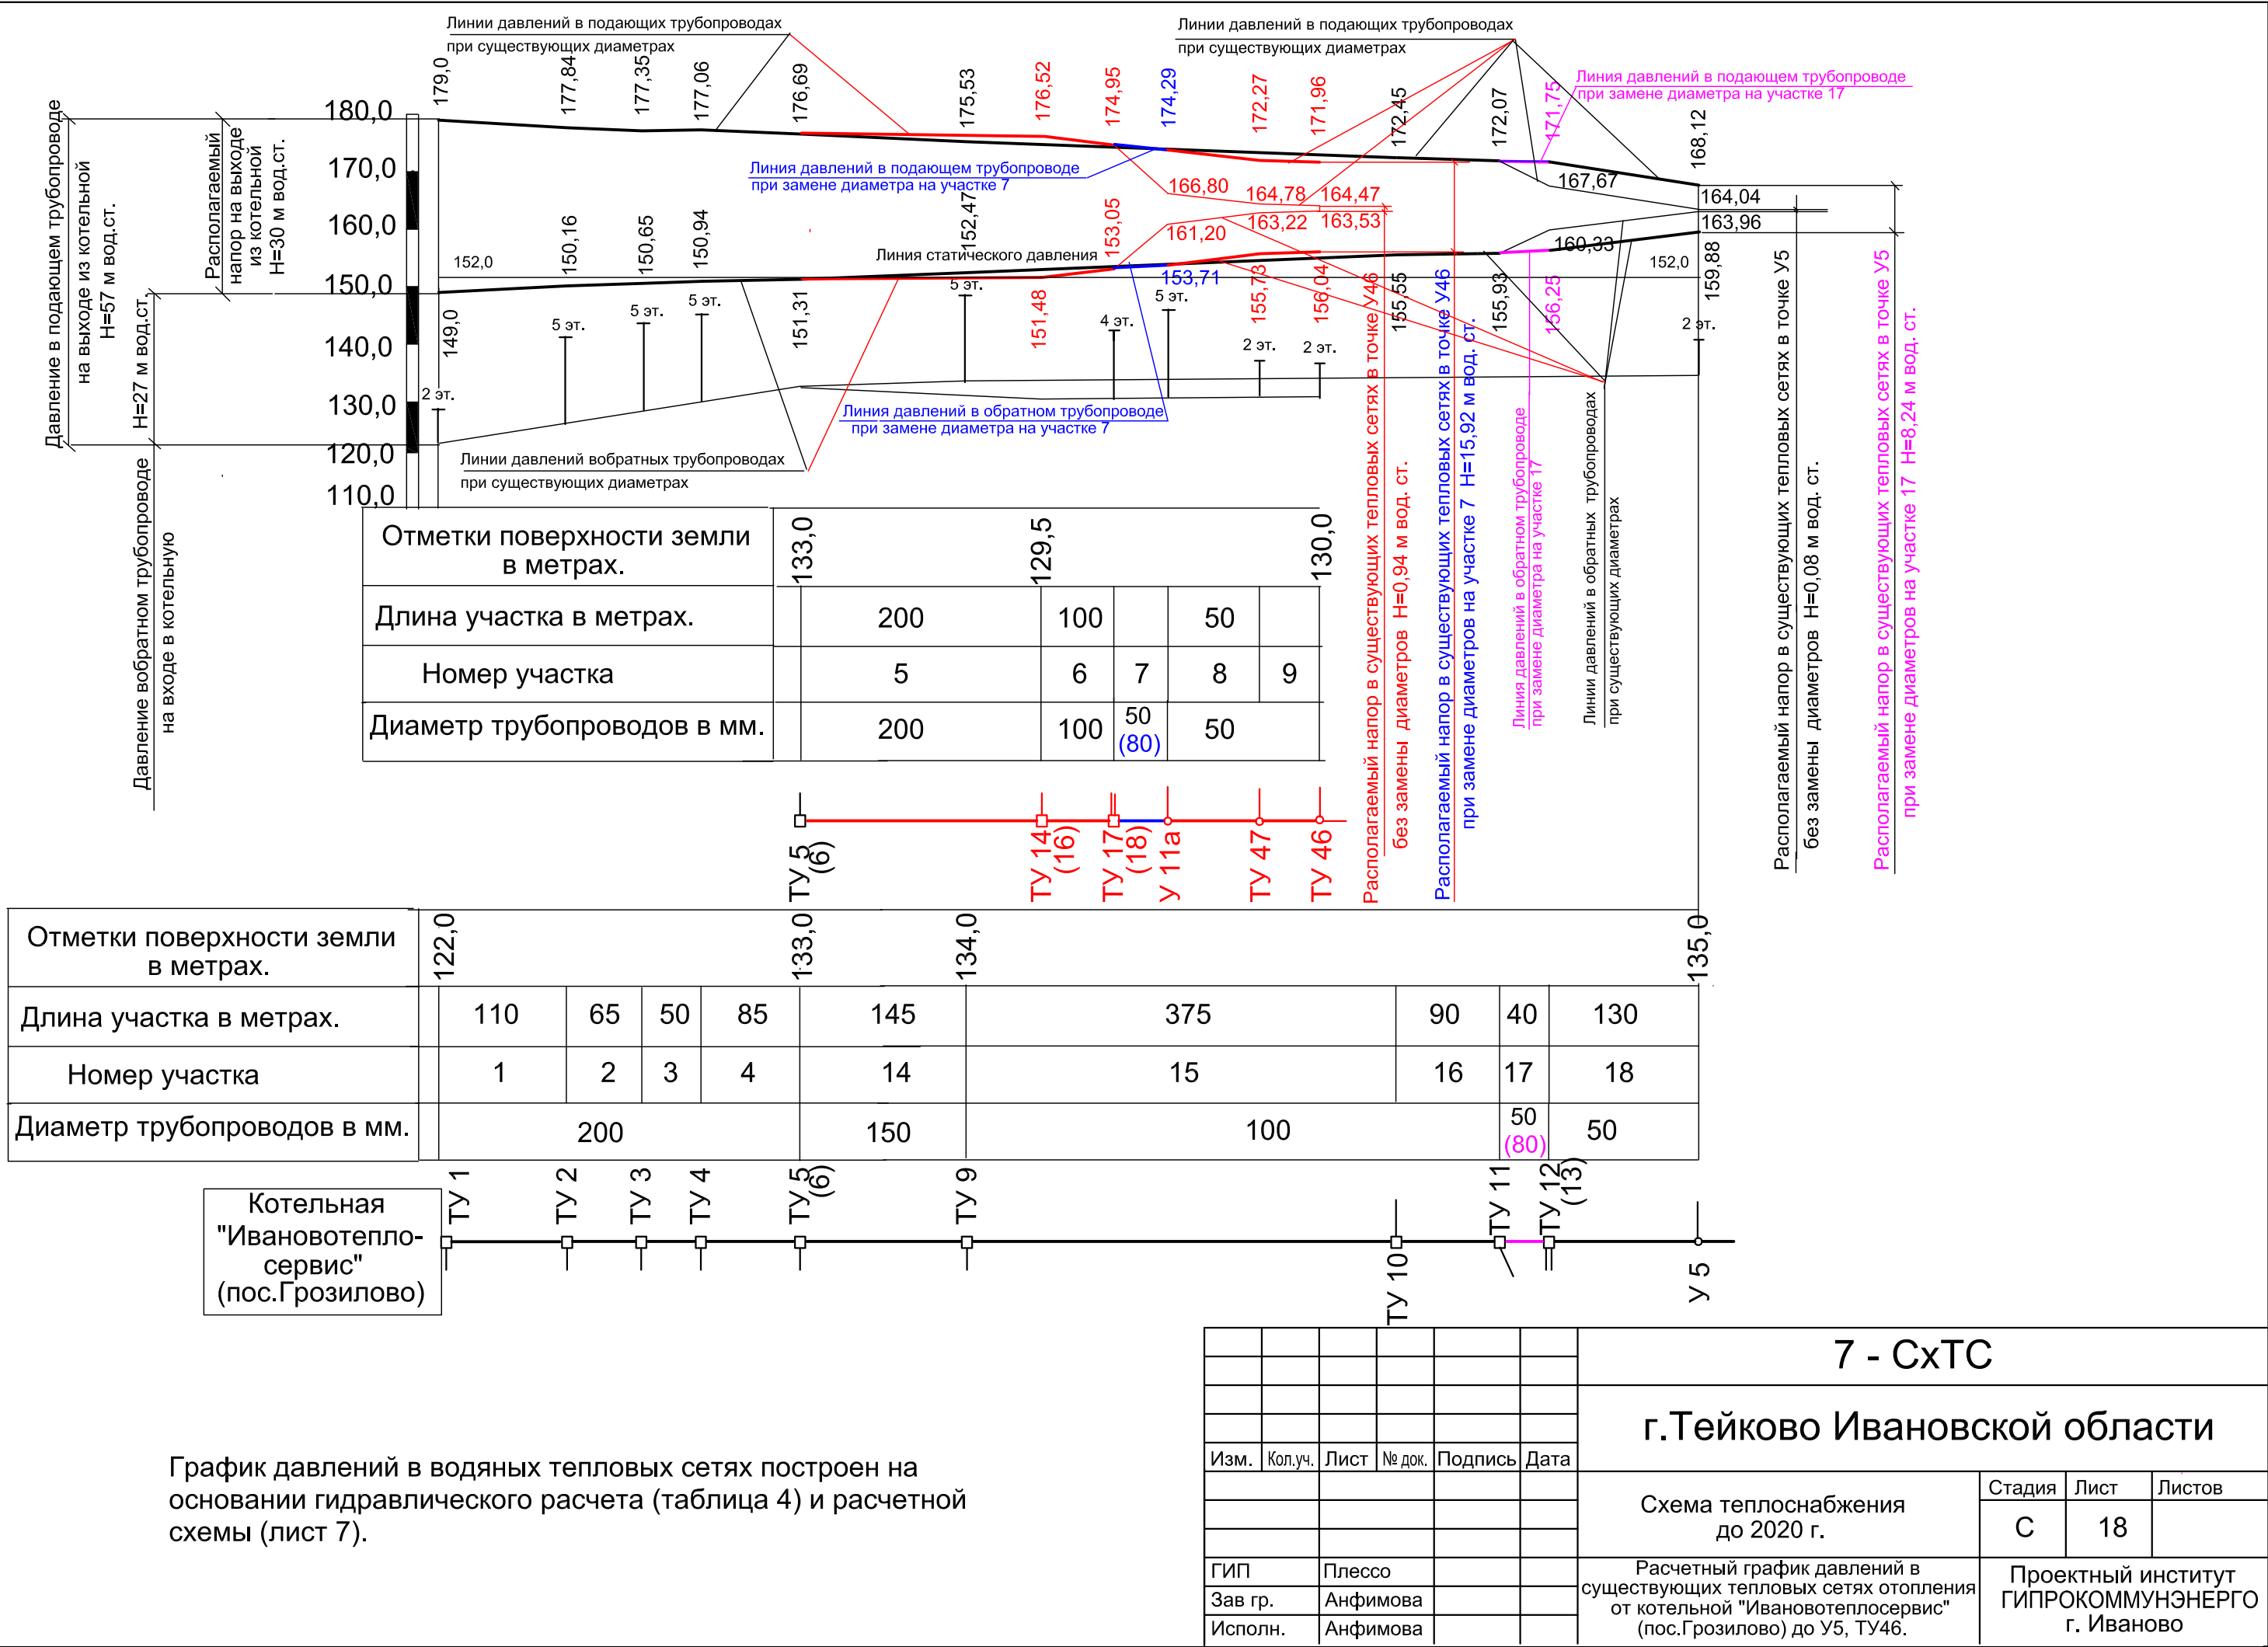 Линии давлений в подающих трубопроводах
при существующих диаметрах
Линии давлений в подающих трубопроводах
при существующих диаметрах
Линия давлений в подающем трубопроводе
при замене диаметра на участке 17
179,0
177,84
177,35
177,06
176,69
175,53
176,52
174,95
174,29
172,27
171,96
172,45
172,07
171,75
168,12
Давление в подающем трубопроводе
на выходе из котельной
Н=57 м вод.ст.
Располагаемый
напор на выходе
из котельной
Н=30 м вод.ст.
Н=27 м вод.ст.
Давление вобратном трубопроводе
на входе в котельную
180,0
170,0
160,0
150,0
140,0
130,0
120,0
110,0
Линия давлений в подающем трубопроводе
при замене диаметра на участке 7
166,80
164,78
164,47
167,67
164,04
161,20
163,22
163,53
163,96
160,33
152,0
Линия статического давления
152,0
149,0
150,16
150,65
150,94
151,31
152,47
151,48
153,05
153,71
155,73
156,04
155,55
155,93
156,25
159,88
2 эт.
5 эт.
5 эт.
5 эт.
5 эт.
4 эт.
5 эт.
2 эт.
2 эт.
2 эт.
Линия давлений в обратном трубопроводе
при замене диаметра на участке 7
Линии давлений вобратных трубопроводах
при существующих диаметрах
Располагаемый напор в существующих тепловых сетях в точке У46
без замены диаметров Н=0,94 м вод. ст.
Располагаемый напор в существующих тепловых сетях в точке У46
при замене диаметров на участке 7 Н=15,92 м вод. ст.
Линия давлений в обратном трубопроводе
при замене диаметра на участке 17
Линии давлений в обратных трубопроводах
при существующих диаметрах
Располагаемый напор в существующих тепловых сетях в точке У5
без замены диаметров Н=0,08 м вод. ст.
Располагаемый напор в существующих тепловых сетях в точке У5
при замене диаметров на участке 17 Н=8,24 м вод. ст.
Отметки поверхности земли
в метрах.
133,0 129,5 130,0
Длина участка в метрах. 200 100 50
Номер участка 5 6 7 8 9
Диаметр трубопроводов в мм. 200 100 50 (80) 50
ТУ 5
(6)
ТУ 14
(16)
ТУ 17
(18)
У 11а
ТУ 47
ТУ 46
Отметки поверхности земли
в метрах.
122,0 133,0 134,0 135,0
Длина участка в метрах. 110 65 50 85 145 375 90 40 130
Номер участка 1 2 3 4 14 15 16 17 18
Диаметр трубопроводов в мм. 200 150 100 50 (80) 50
ТУ 1
ТУ 2
ТУ 3
ТУ 4
ТУ 5
(6)
ТУ 9
ТУ 10
ТУ 11
ТУ 12
(13)
У 5
Котельная
"Ивановотепло-
сервис"
(пос.Грозилово)
График давлений в водяных тепловых сетях построен на
основании гидравлического расчета (таблица 4) и расчетной
схемы (лист 7).
7 - СхТС
г.Тейково Ивановской области
Изм. Кол.уч. Лист № док. Подпись Дата
Схема теплоснабжения
до 2020 г.
Стадия Лист Листов
С 18
ГИП Плессо
Зав гр. Анфимова
Исполн. Анфимова
Расчетный график давлений в
существующих тепловых сетях отопления
от котельной "Ивановотеплосервис"
(пос.Грозилово) до У5, ТУ46.
Проектный институт
ГИПРОКОММУНЭНЕРГО
г. Иваново